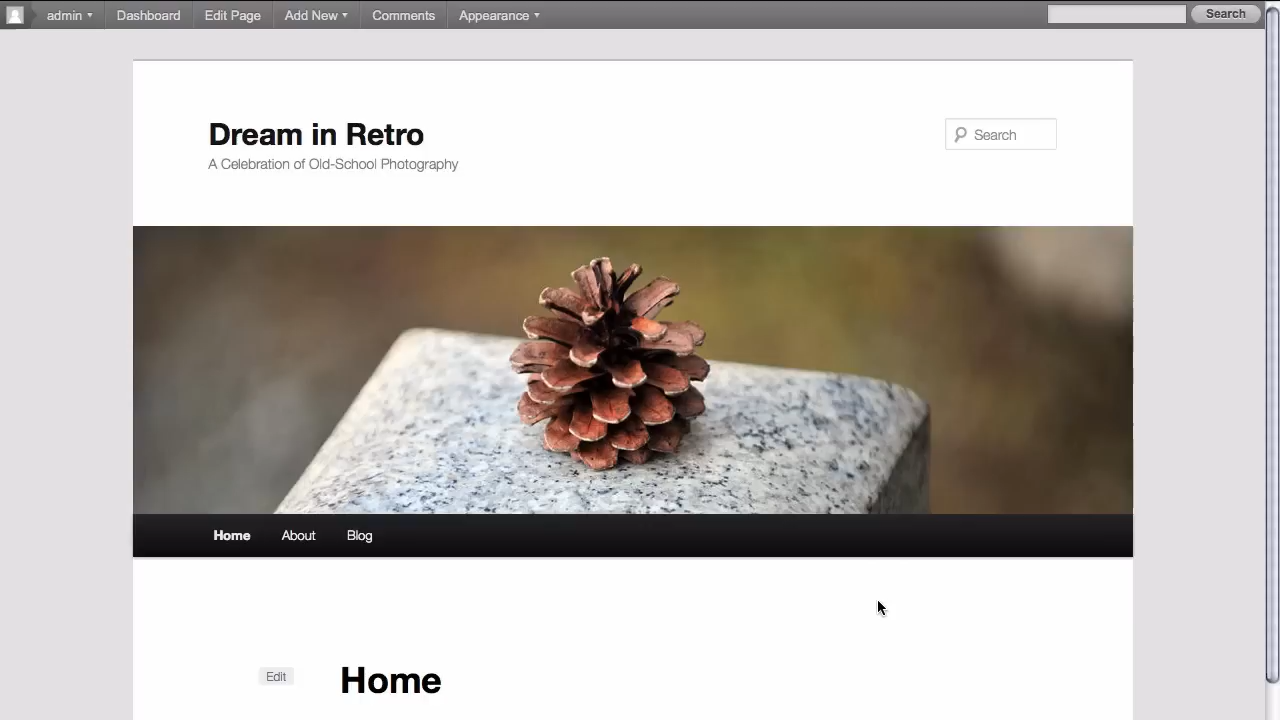 admin Dashboard Edit Page Add New Comments Appearance Search
Dream in Retro
A Celebration of Old-School Photography
Search
Home About Blog
Edit
Home